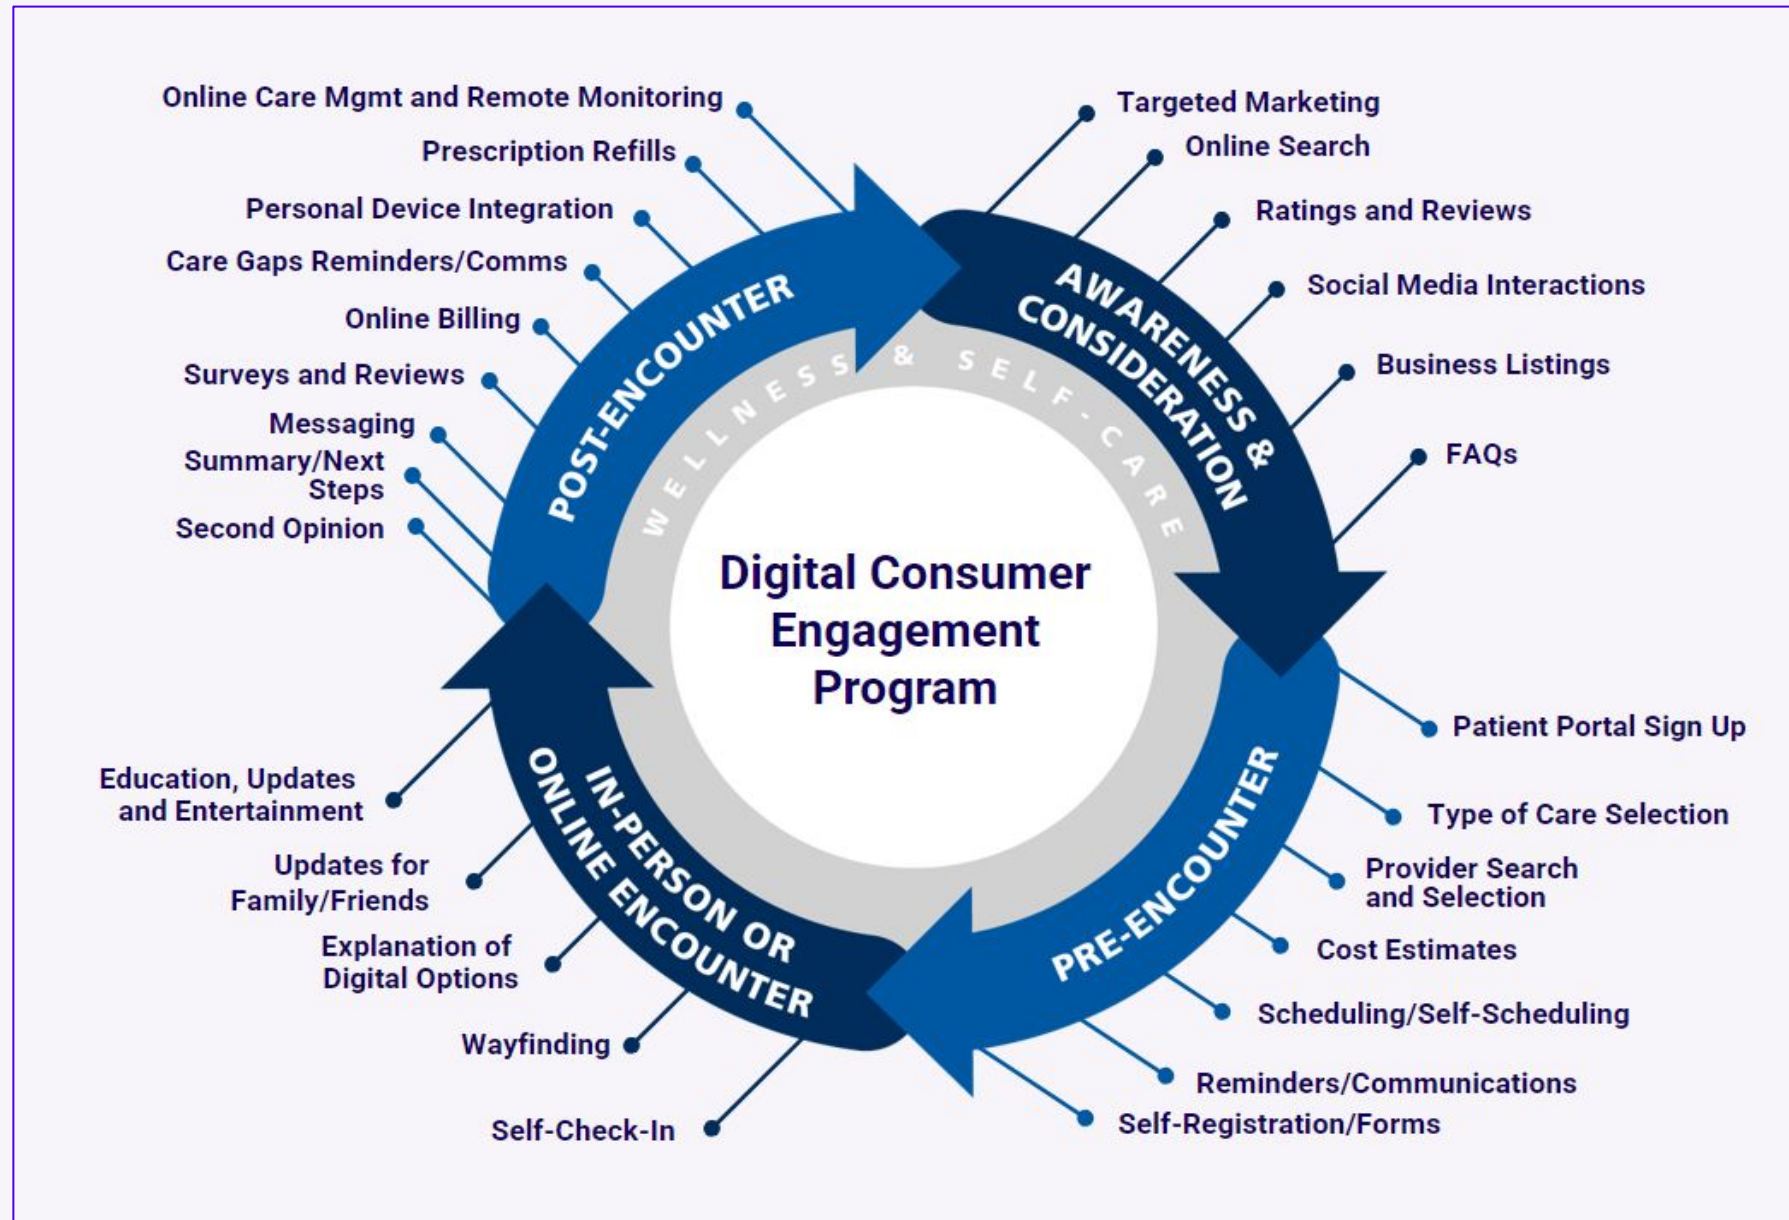 Online Care Mgmt and Remote Monitoring
Prescription Refills
Personal Device Integration
Care Gaps Reminders/Comms
Online Billing
Surveys and Reviews
Messaging
Summary/Next
Steps
Second Opinion
POST-ENCOUNTER
Targeted Marketing
Online Search
Ratings and Reviews
Social Media Interactions
Business Listings
FAQs
AWARENESS &
CONSIDERATION
WELLNESS & SELF-CARE
Digital Consumer
Engagement
Program
Patient Portal Sign Up
Type of Care Selection
Provider Search
and Selection
Cost Estimates
Scheduling/Self-Scheduling
Reminders/Communications
Self-Registration/Forms
PRE-ENCOUNTER
IN-PERSON OR
ONLINE ENCOUNTER
Education, Updates
and Entertainment
Updates for
Family/Friends
Explanation of
Digital Options
Wayfinding
Self-Check-In